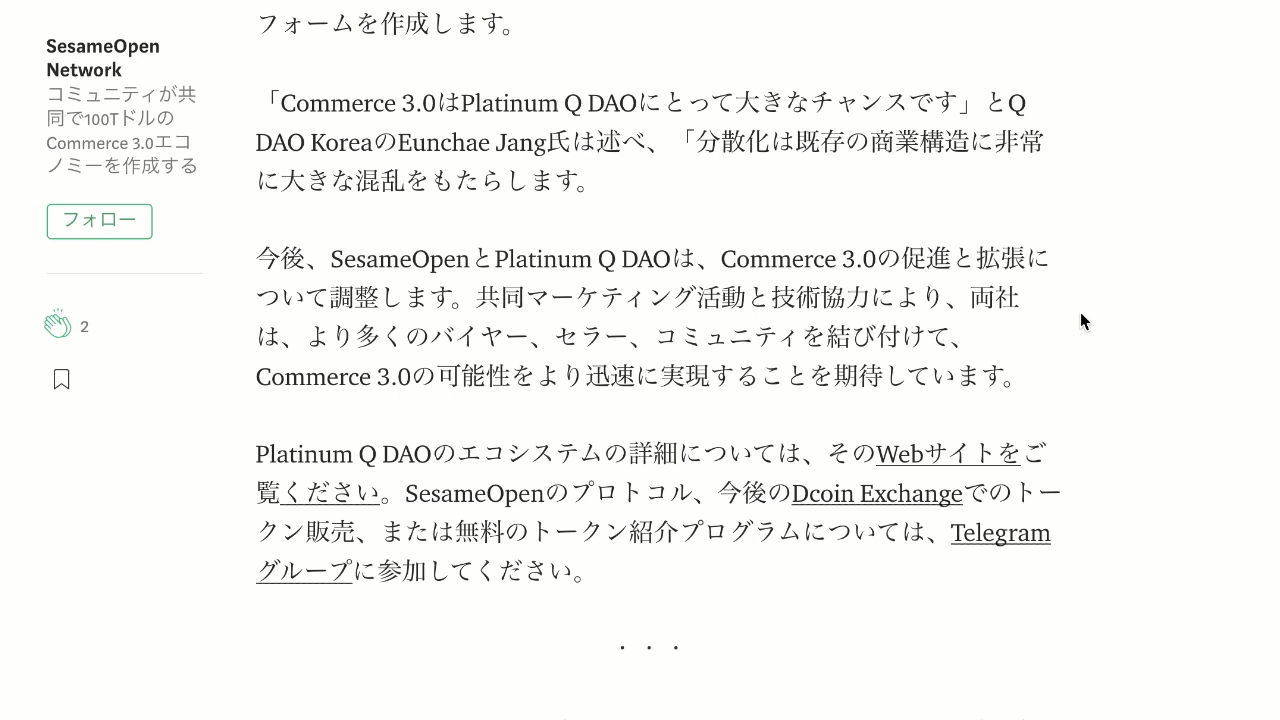 SesameOpen
Network
コミュニティが共
同で100Tドルの
Commerce 3.0エコ
ノミーを作成する
フォロー
2
フォームを作成します。
「Commerce 3.0はPlatinum Q DAOにとって大きなチャンスです」とQ
DAO KoreaのEunchae Jang氏は述べ、「分散化は既存の商業構造に非常
に大きな混乱をもたらします。
今後、SesameOpenとPlatinum Q DAOは、Commerce 3.0の促進と拡張に
ついて調整します。共同マーケティング活動と技術協力により、両社
は、より多くのバイヤー、セラー、コミュニティを結び付けて、
Commerce 3.0の可能性をより迅速に実現することを期待しています。
Platinum Q DAOのエコシステムの詳細については、そのWebサイトをご
覧ください。SesameOpenのプロトコル、今後のDcoin Exchangeでのトー
クン販売、または無料のトークン紹介プログラムについては、Telegram
グループに参加してください。
. . .